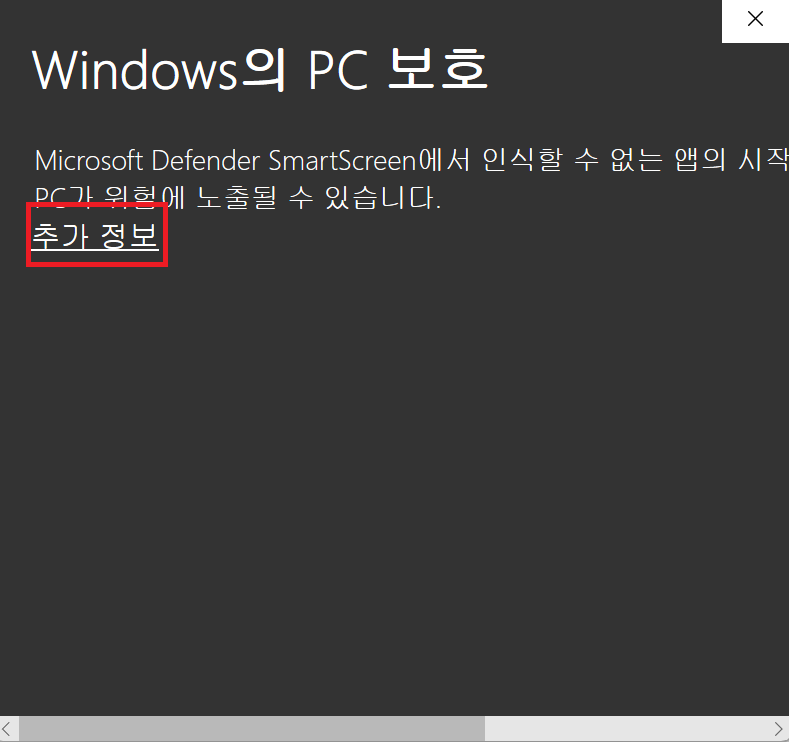 Windows의 PC 보호
Microsoft Defender SmartScreen에서 인식할 수 없는 앱의 시작
PC가 위험에 노출될 수 있습니다.
추가 정보